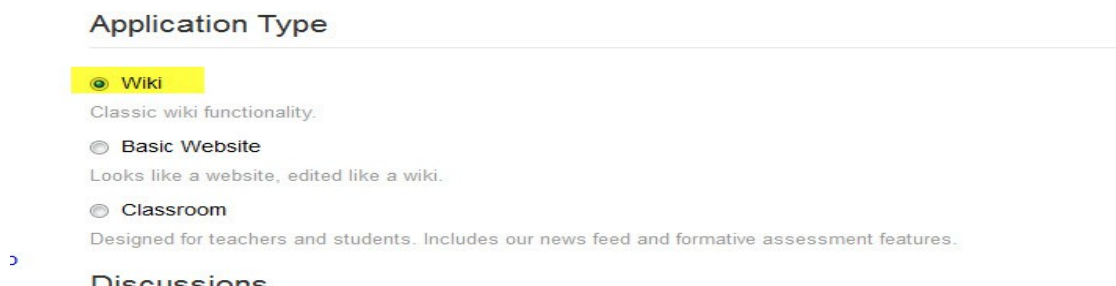 Application Type
Wiki
Classic wiki functionality.
Basic Website
Looks like a website, edited like a wiki.
Classroom
Designed for teachers and students. Includes our news feed and formative assessment features.
Discussions